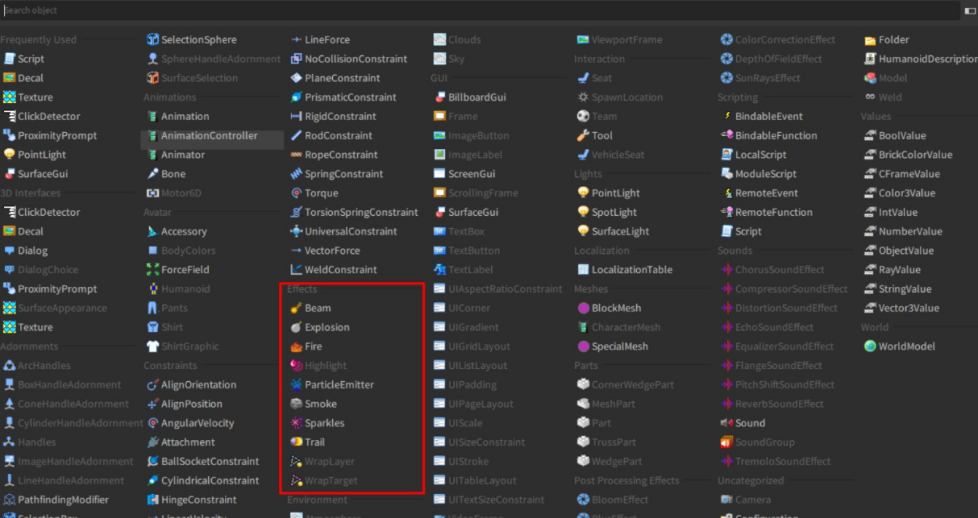 Search object
Frequently Used
Script
Decal
Texture
ClickDetector
ProximityPrompt
PointLight
SurfaceGui
3D Interfaces
ClickDetector
Decal
Dialog
DialogChoice
ProximityPrompt
SurfaceAppearance
Texture
Adornments
ArcHandles
BoxHandleAdornment
ConeHandleAdornment
CylinderHandleAdornment
Handles
ImageHandleAdornment
LineHandleAdornment
PathfindingModifier
SelectionBox
SelectionSphere
SphereHandleAdornment
SurfaceSelection
Animations
Animation
AnimationController
Animator
Bone
Motor6D
Avatar
Accessory
BodyColors
ForceField
Humanoid
Pants
Shirt
ShirtGraphic
Constraints
AlignOrientation
AlignPosition
AngularVelocity
Attachment
BallSocketConstraint
CylindricalConstraint
HingeConstraint
LinearVelocity
LineForce
NoCollisionConstraint
PlaneConstraint
PrismaticConstraint
RigidConstraint
RodConstraint
RopeConstraint
SpringConstraint
Torque
TorsionSpringConstraint
UniversalConstraint
VectorForce
WeldConstraint
Effects
Beam
Explosion
Fire
Highlight
ParticleEmitter
Smoke
Sparkles
Trail
WrapLayer
WrapTarget
Environment
Atmosphere
Clouds
Sky
GUI
BillboardGui
Frame
ImageButton
ImageLabel
ScreenGui
ScrollingFrame
SurfaceGui
TextBox
TextButton
TextLabel
UIAspectRatioConstraint
UICorner
UIGradient
UIGridLayout
UIListLayout
UIPadding
UIPageLayout
UIScale
UISizeConstraint
UIStroke
UITableLayout
UITextSizeConstraint
VideoFrame
ViewportFrame
Interaction
Seat
SpawnLocation
Team
Tool
VehicleSeat
Lights
PointLight
SpotLight
SurfaceLight
Localization
LocalizationTable
Meshes
BlockMesh
CharacterMesh
SpecialMesh
Parts
CornerWedgePart
MeshPart
Part
TrussPart
WedgePart
Post Processing Effects
BloomEffect
BlurEffect
ColorCorrectionEffect
DepthOfFieldEffect
SunRaysEffect
Scripting
BindableEvent
BindableFunction
LocalScript
ModuleScript
RemoteEvent
RemoteFunction
Script
Sounds
ChorusSoundEffect
CompressorSoundEffect
DistortionSoundEffect
EchoSoundEffect
EqualizerSoundEffect
FlangeSoundEffect
PitchShiftSoundEffect
ReverbSoundEffect
Sound
SoundGroup
TremoloSoundEffect
Uncategorized
Camera
Configuration
Folder
HumanoidDescription
Model
Weld
Values
BoolValue
BrickColorValue
CFrameValue
Color3Value
IntValue
NumberValue
ObjectValue
RayValue
StringValue
Vector3Value
World
WorldModel